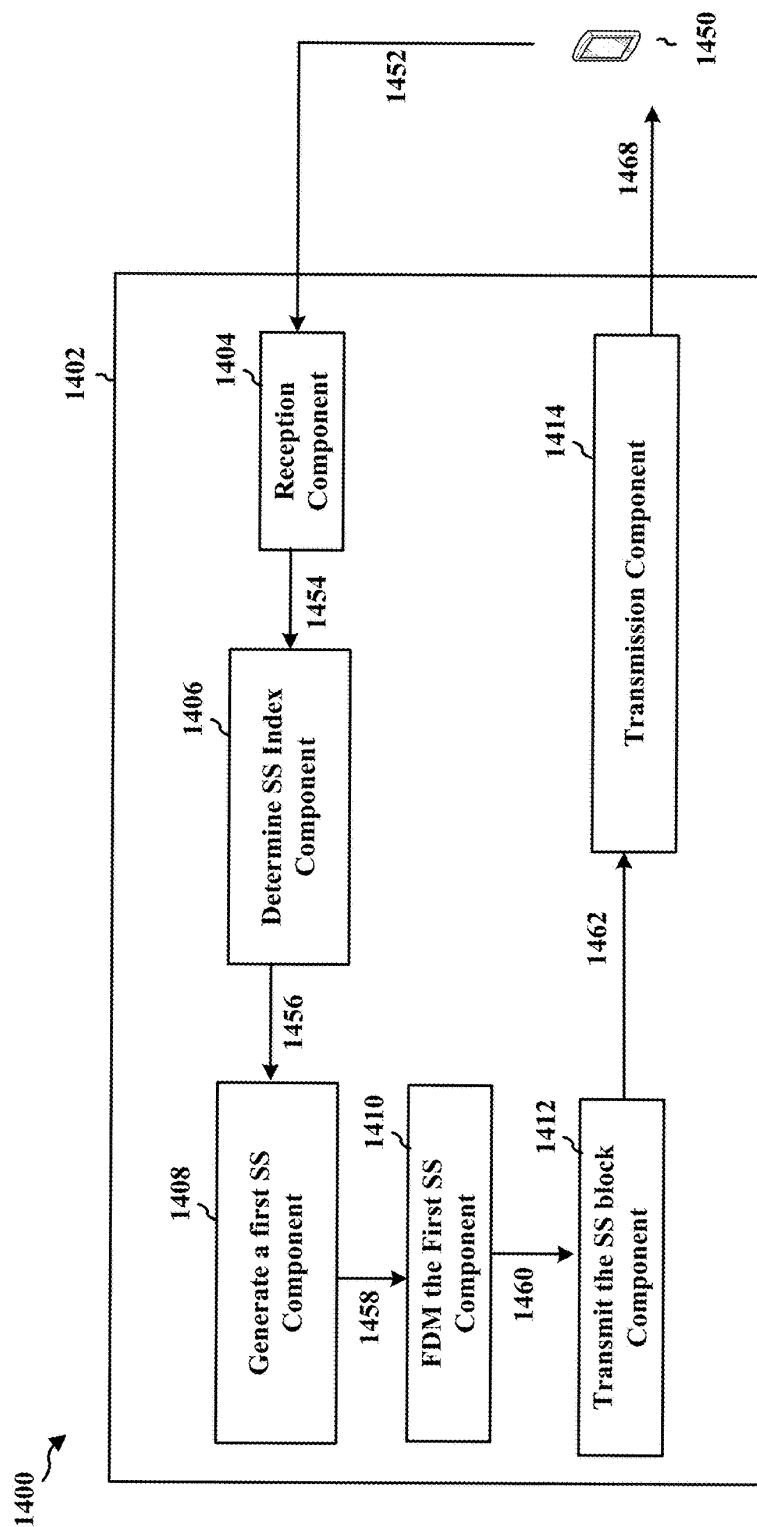 1400
1402
1408
Generate a first SS
Component
1456
1406
Determine SS Index
Component
1454
1404
Reception
Component
1452
1458
1410
FDM the First SS
Component
1460
1412
Transmit the SS block
Component
1462
1414
Transmission Component
1468
1450